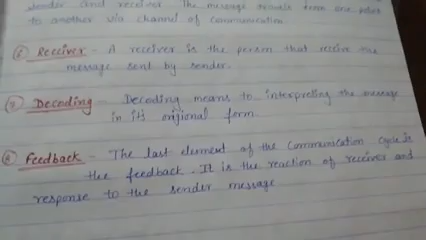 sender and receiver. The message travels from one point
to another via channel of communication.
⑥ Receiver - A receiver is the person that receive the
message sent by sender.
⑦ Decoding - Decoding means to interpreting the message
in its orijional form.
⑧ Feedback - The last element of the communication cycle is
the feedback. It is the reaction of receiver and
response to the sender message